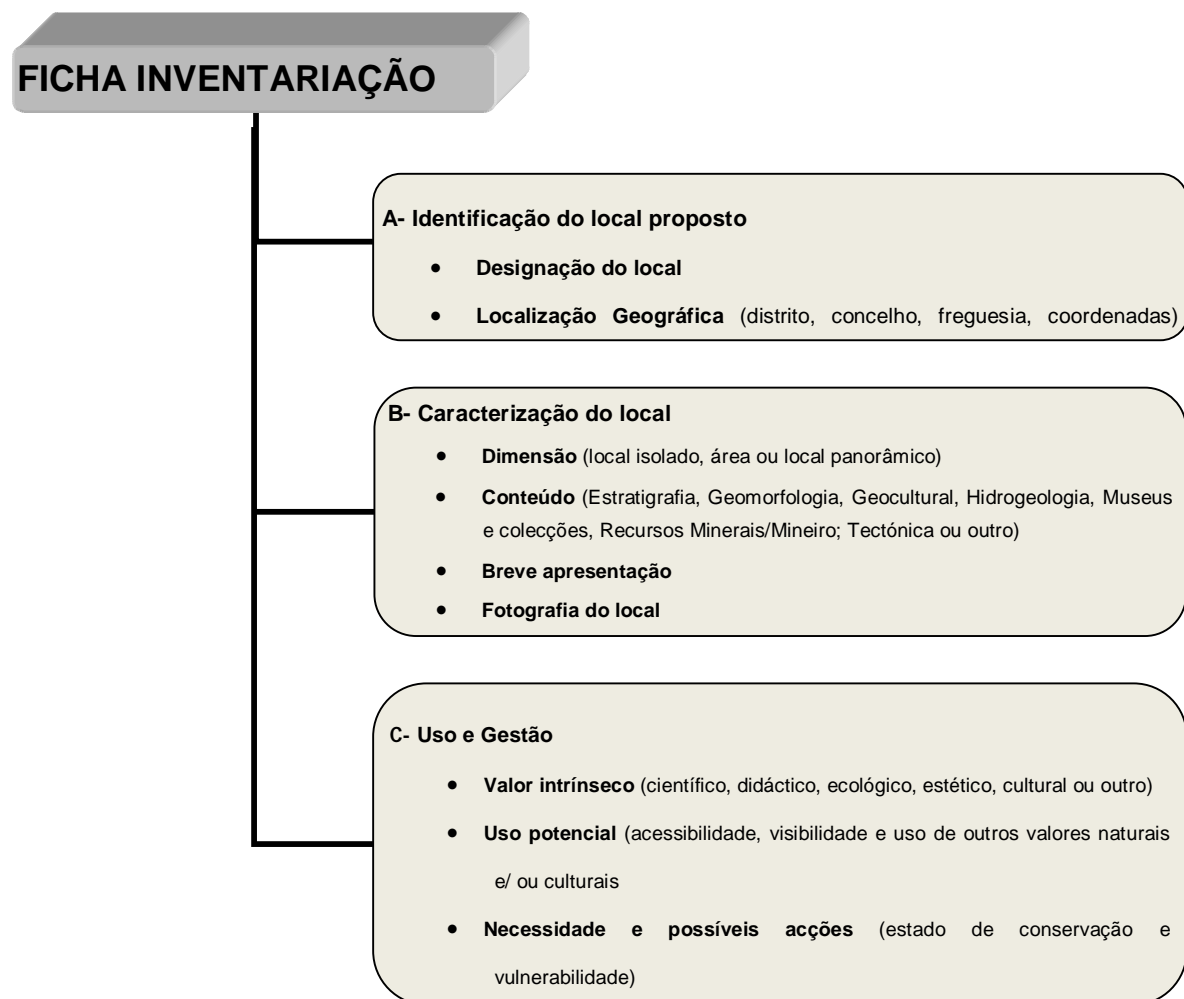 FICHA INVENTARIAÇÃO
A- Identificação do local proposto
• Designação do local
• Localização Geográfica (distrito, concelho, freguesia, coordenadas)
B- Caracterização do local
• Dimensão (local isolado, área ou local panorâmico)
• Conteúdo (Estratigrafia, Geomorfologia, Geocultural, Hidrogeologia, Museus
e colecções, Recursos Minerais/Mineiro; Tectónica ou outro)
• Breve apresentação
• Fotografia do local
C- Uso e Gestão
• Valor intrínseco (científico, didáctico, ecológico, estético, cultural ou outro)
• Uso potencial (acessibilidade, visibilidade e uso de outros valores naturais
e/ ou culturais
• Necessidade e possíveis acções (estado de conservação e
vulnerabilidade)